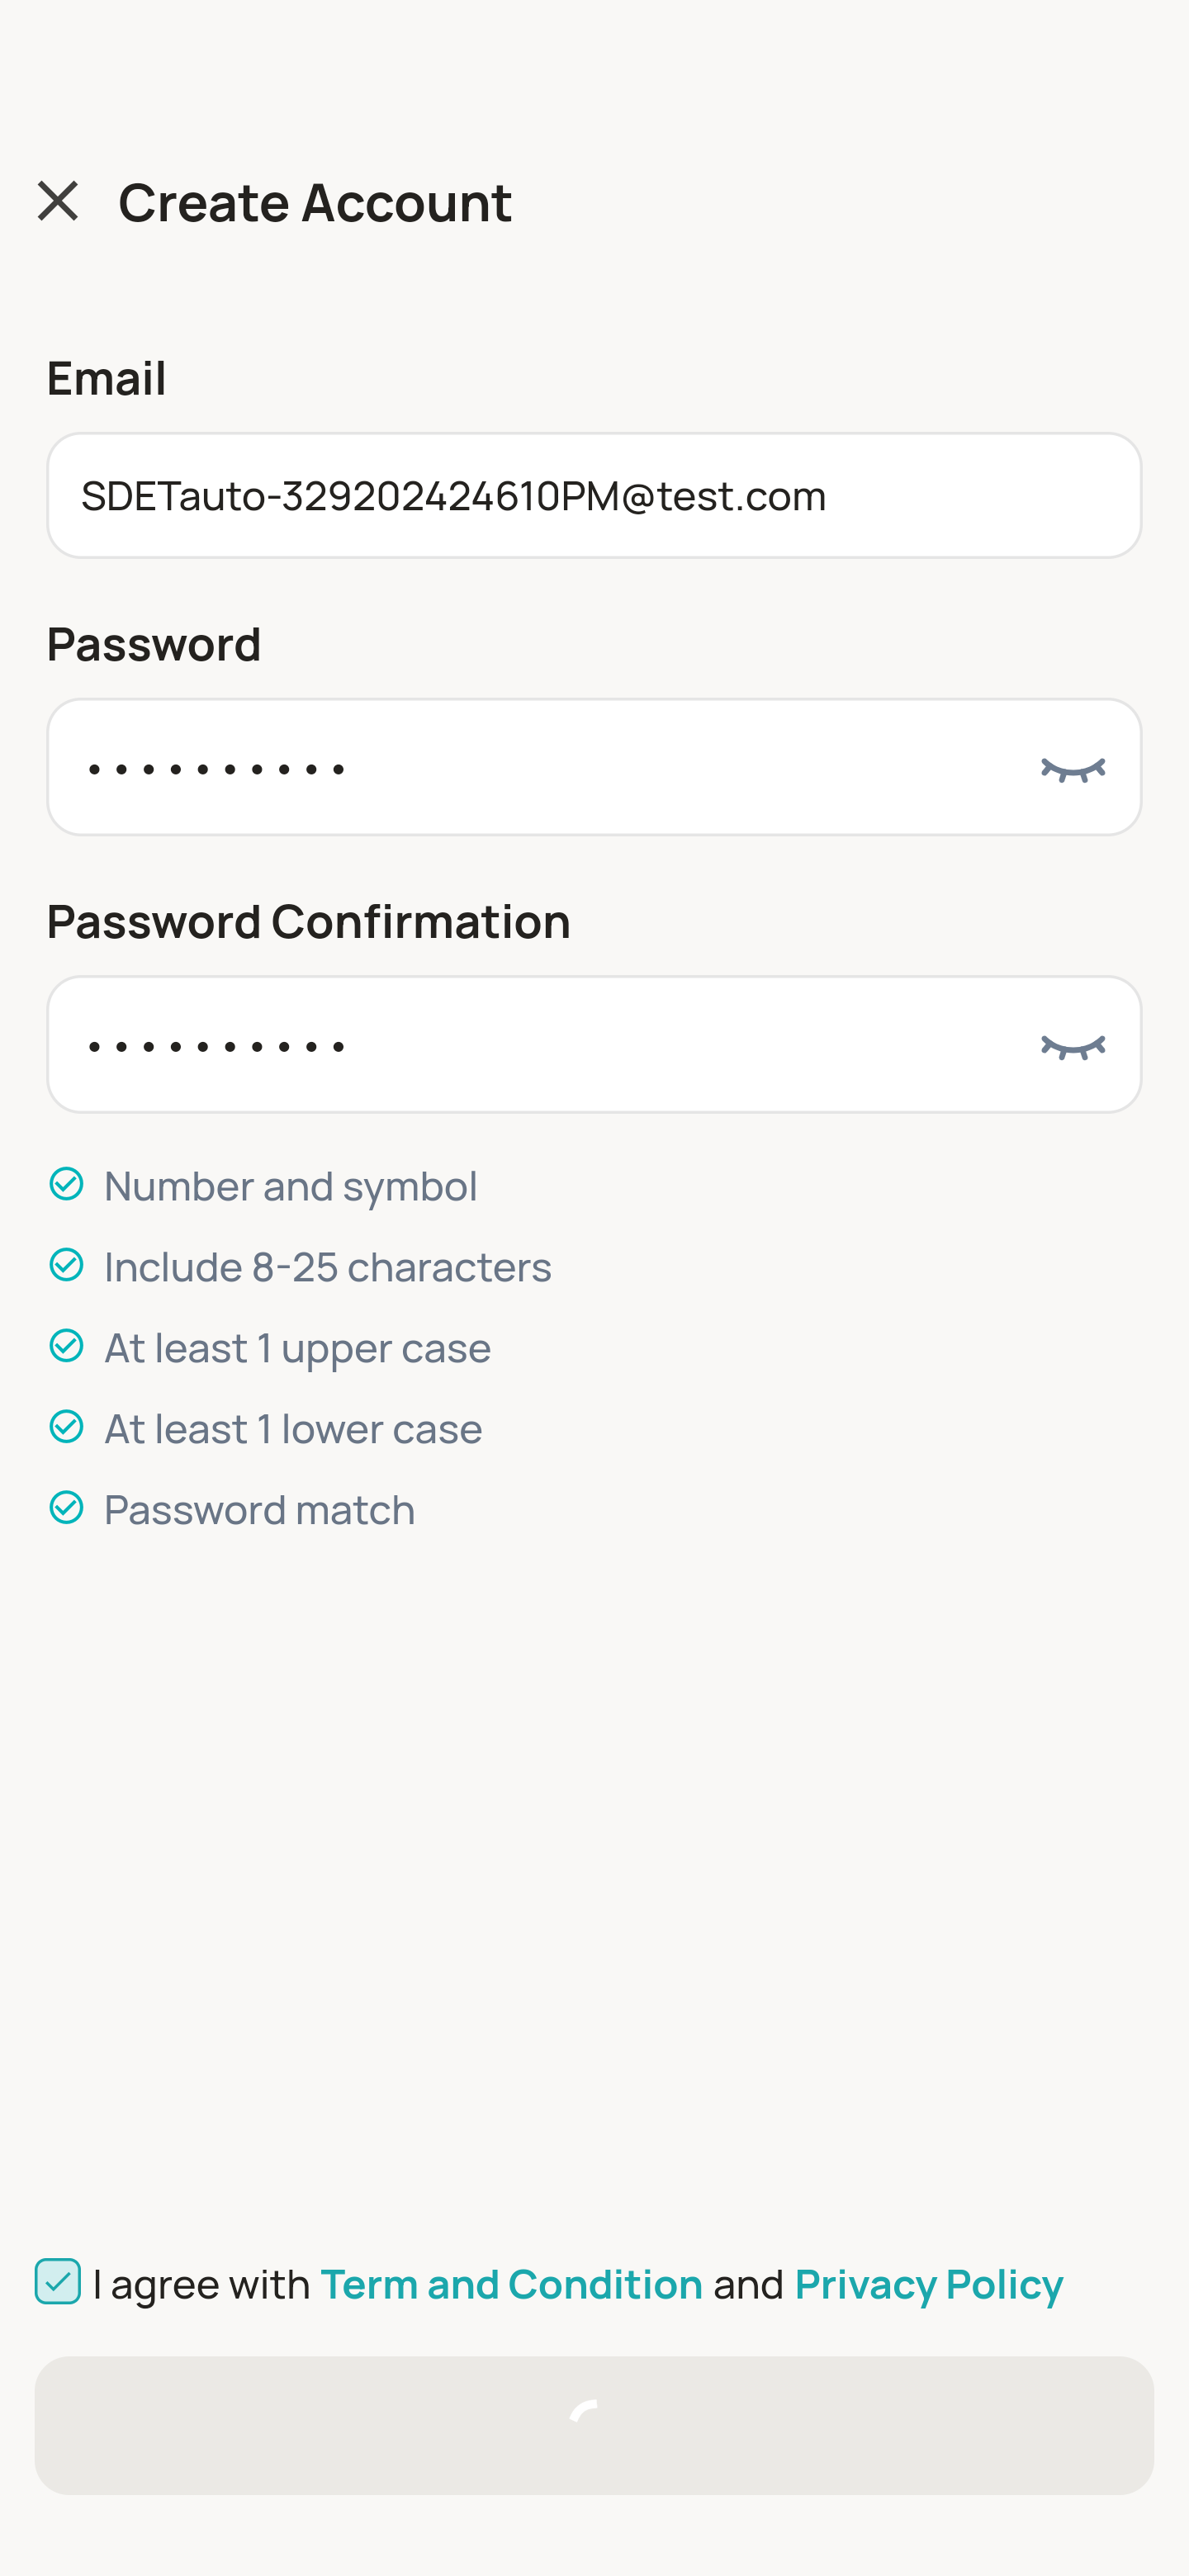 Create Account
Email
SDETauto-329202424610PM@test.com
Password
••••••••••
Password Confirmation
••••••••••
Number and symbol
Include 8-25 characters
At least 1 upper case
At least 1 lower case
Password match
I agree with Term and Condition and Privacy Policy